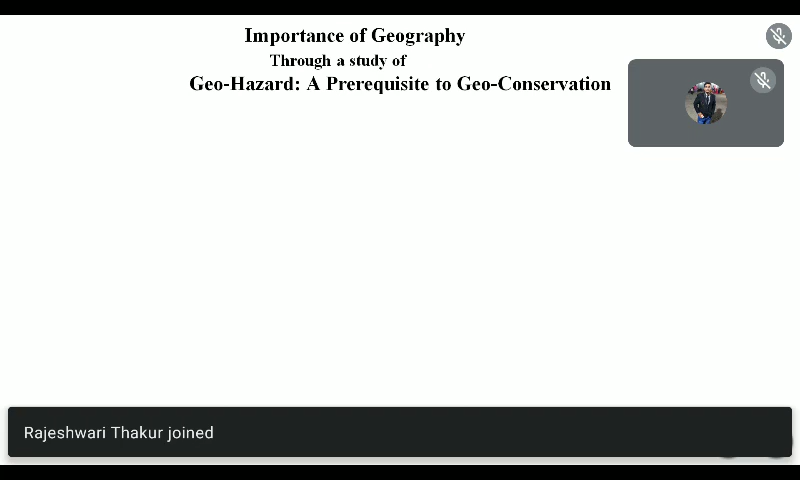 Importance of Geography
Through a study of
Geo-Hazard: A Prerequisite to Geo-Conservation
Rajeshwari Thakur joined